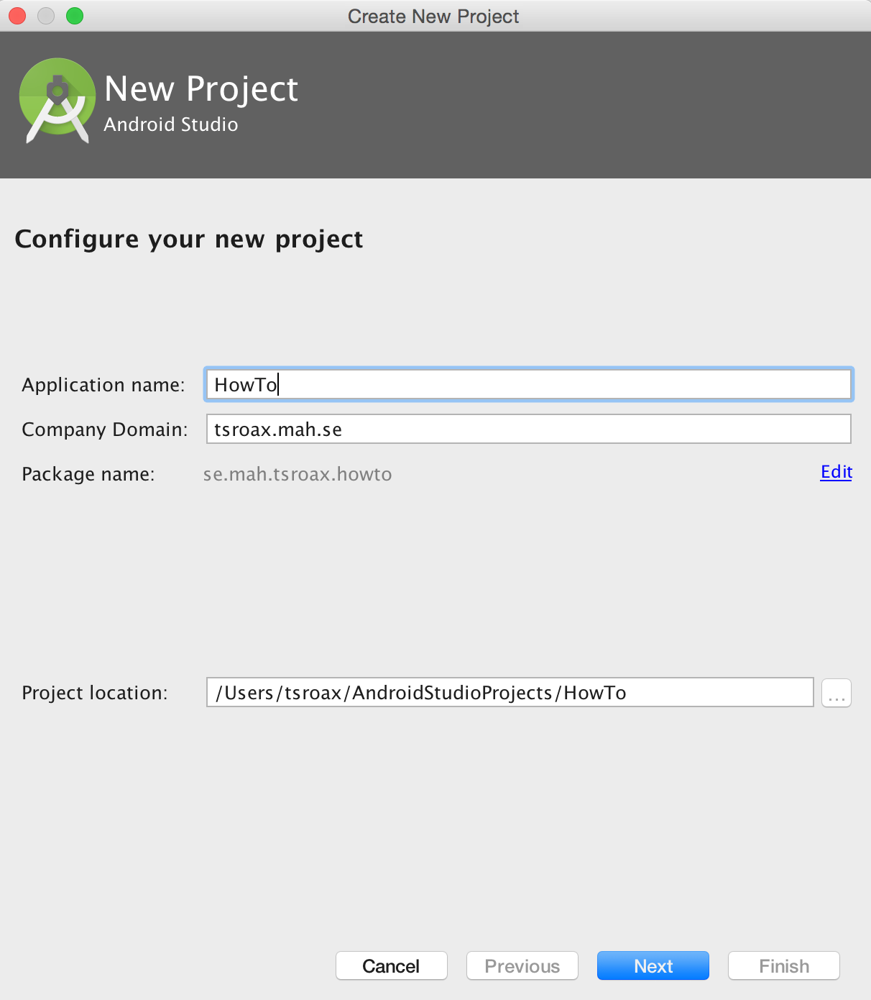 Create New Project
New Project
Android Studio
Configure your new project
Application name: HowTo
Company Domain: tsroax.mah.se
Package name: se.mah.tsroax.howto Edit
Project location: /Users/tsroax/AndroidStudioProjects/HowTo ...
Cancel Previous Next Finish